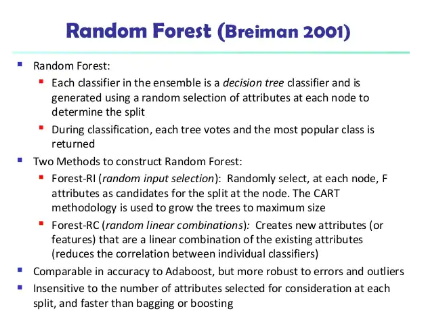 Random Forest (Breiman 2001)
Random Forest:
Each classifier in the ensemble is a decision tree classifier and is
generated using a random selection of attributes at each node to
determine the split
During classification, each tree votes and the most popular class is
returned
Two Methods to construct Random Forest:
Forest-RI (random input selection): Randomly select, at each node, F
attributes as candidates for the split at the node. The CART
methodology is used to grow the trees to maximum size
Forest-RC (random linear combinations): Creates new attributes (or
features) that are a linear combination of the existing attributes
(reduces the correlation between individual classifiers)
Comparable in accuracy to Adaboost, but more robust to errors and outliers
Insensitive to the number of attributes selected for consideration at each
split, and faster than bagging or boosting